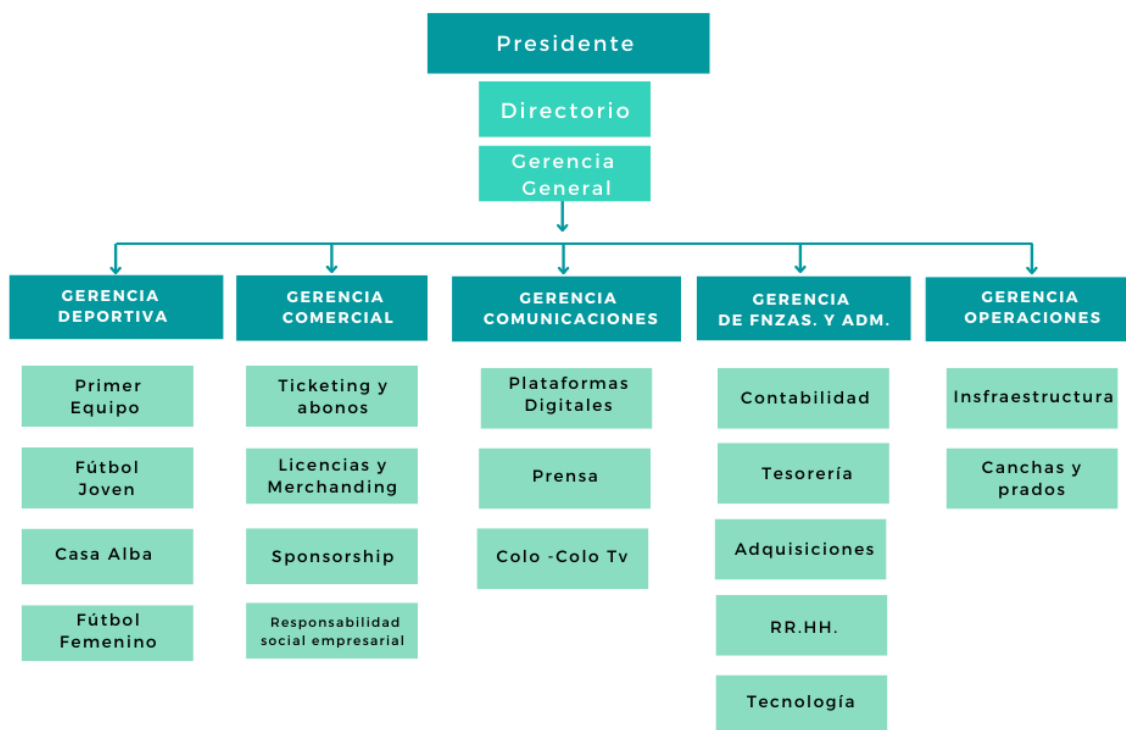 Presidente
Directorio
Gerencia
General
GERENCIA
DEPORTIVA
Primer
Equipo
Fútbol
Joven
Casa Alba
Fútbol
Femenino
GERENCIA
COMERCIAL
Ticketing y
abonos
Licencias y
Merchanding
Sponsorship
Responsabilidad
social empresarial
GERENCIA
COMUNICACIONES
Plataformas
Digitales
Prensa
Colo -Colo Tv
GERENCIA
DE FNZAS. Y ADM.
Contabilidad
Tesorería
Adquisiciones
RR.HH.
Tecnología
GERENCIA
OPERACIONES
Insfraestructura
Canchas y
prados